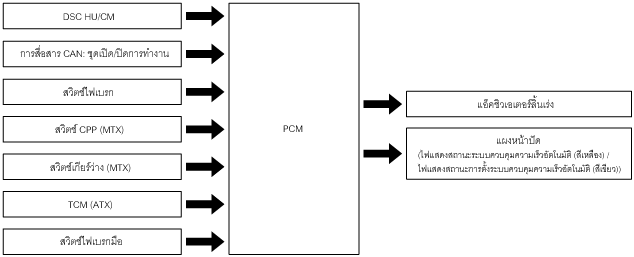 DSC HU/CM
การสื่อสาร CAN: ชุดเปิด/ปิดการทำงาน
สวิตช์ไฟเบรก
สวิตช์ CPP (MTX)
สวิตช์เกียร์ว่าง (MTX)
TCM (ATX)
สวิตช์ไฟเบรกมือ
PCM
แอ็คชิวเอเตอร์ลิ้นเร่ง
แผงหน้าปัด
(ไฟแสดงสถานะระบบควบคุมความเร็วอัตโนมัติ (สีเหลือง) /
ไฟแสดงสถานะการตั้งระบบควบคุมความเร็วอัตโนมัติ (สีเขียว))